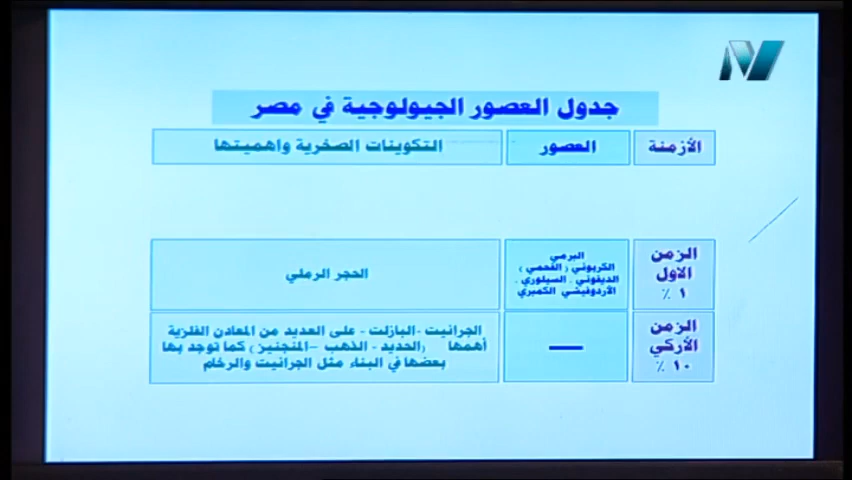 جدول العصور الجيولوجية في مصر
الأزمنة
العصور
التكوينات الصخرية واهميتها
الزمن
الاول
١ ٪
البرمي
الكربوني ( الفحمي )
الديفوني . السيلوري .
الأردوفيشي الكمبري
الحجر الرملي
الزمن
الأركي
١٠ ٪
—
الجرانيت - البازلت - على العديد من المعادن الفلزية
أهمها ( الحديد - الذهب – المنجنيز ) كما توجد بها
بعضها في البناء مثل الجرانيت والرخام